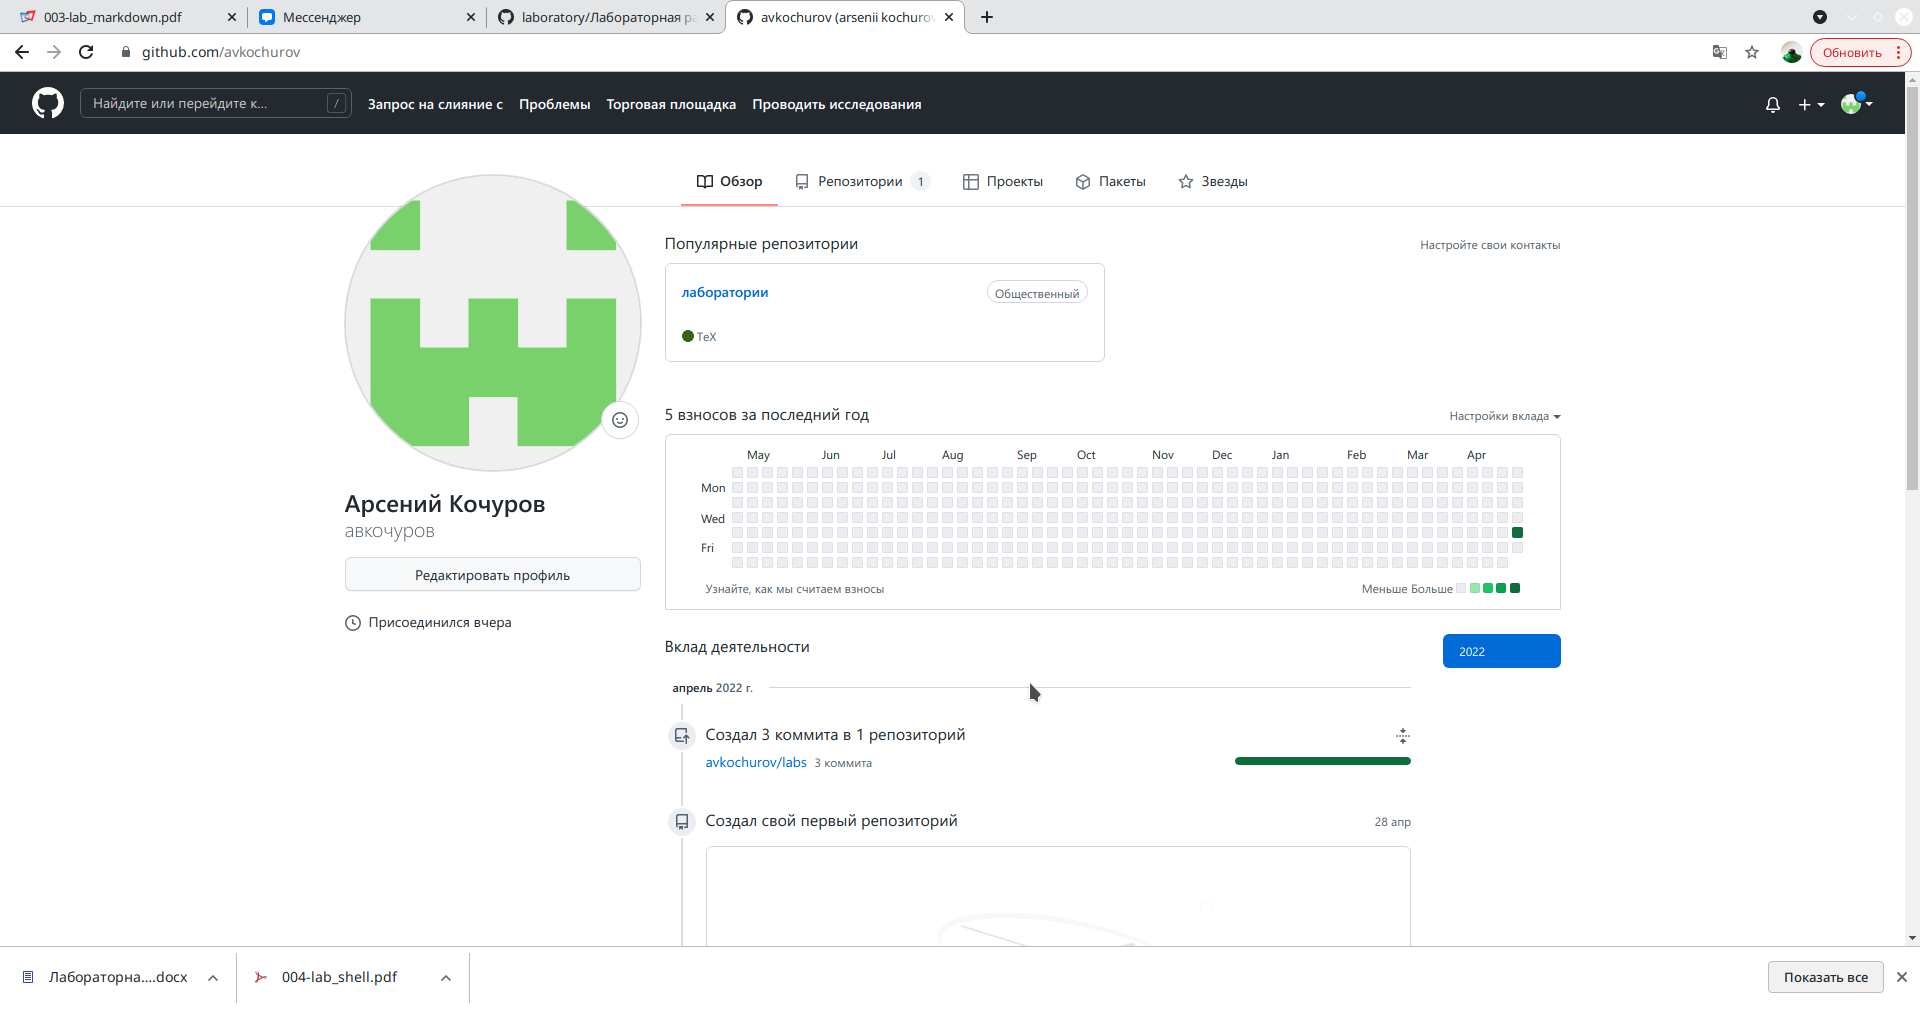 003-lab_markdown.pdf
Мессенджер
laboratory/Лабораторная ра
avkochurov (arsenii kochurov
github.com/avkochurov
Обновить
Найдите или перейдите к...
/
Запрос на слияние с
Проблемы
Торговая площадка
Проводить исследования
Обзор
Репозитории 1
Проекты
Пакеты
Звезды
Популярные репозитории
Настройте свои контакты
лаборатории
Общественный
TeX
5 взносов за последний год
Настройки вклада
May Jun Jul Aug Sep Oct Nov Dec Jan Feb Mar Apr
Mon
Wed
Fri
Узнайте, как мы считаем взносы
Меньше Больше
Арсений Кочуров
авкочуров
Редактировать профиль
Присоединился вчера
Вклад деятельности
2022
апрель 2022 г.
Создал 3 коммита в 1 репозиторий
avkochurov/labs 3 коммита
Создал свой первый репозиторий
28 апр
Лабораторна....docx
004-lab_shell.pdf
Показать все